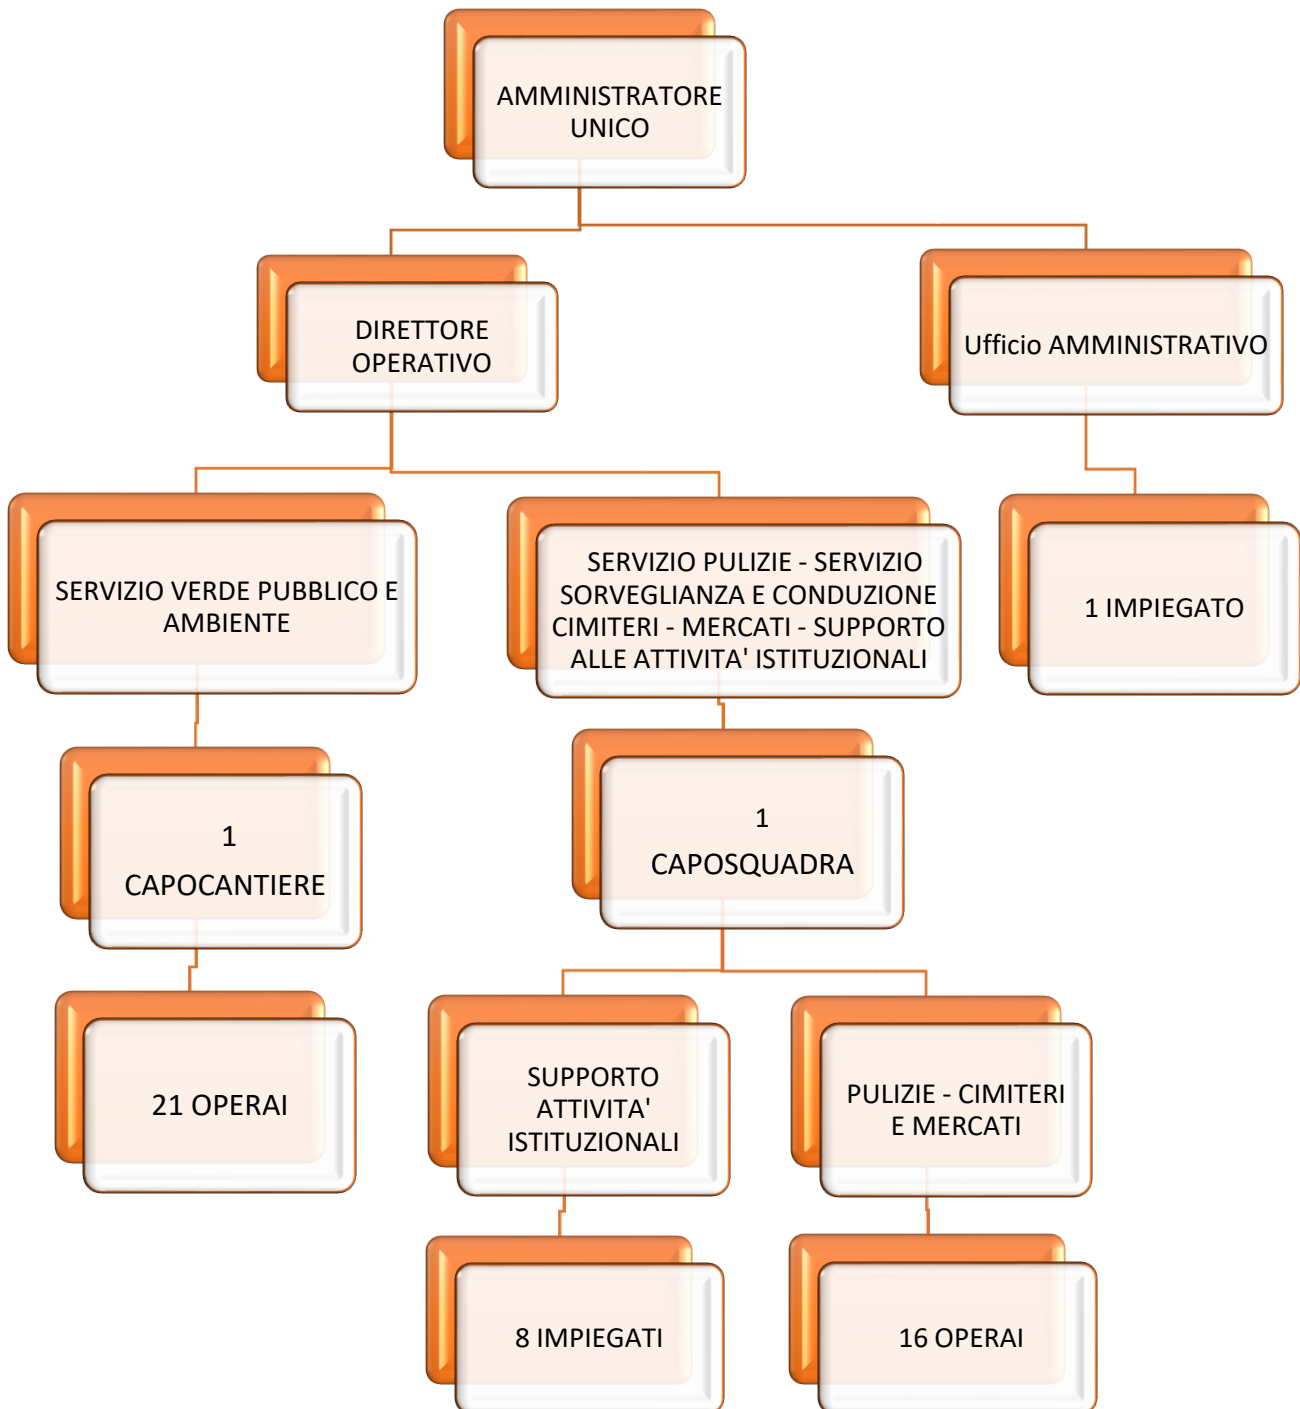 AMMINISTRATORE
UNICO
DIRETTORE
OPERATIVO
Ufficio AMMINISTRATIVO
SERVIZIO VERDE PUBBLICO E
AMBIENTE
SERVIZIO PULIZIE - SERVIZIO
SORVEGLIANZA E CONDUZIONE
CIMITERI - MERCATI - SUPPORTO
ALLE ATTIVITA' ISTITUZIONALI
1 IMPIEGATO
1
CAPOCANTIERE
1
CAPOSQUADRA
21 OPERAI
SUPPORTO
ATTIVITA'
ISTITUZIONALI
PULIZIE - CIMITERI
E MERCATI
8 IMPIEGATI
16 OPERAI